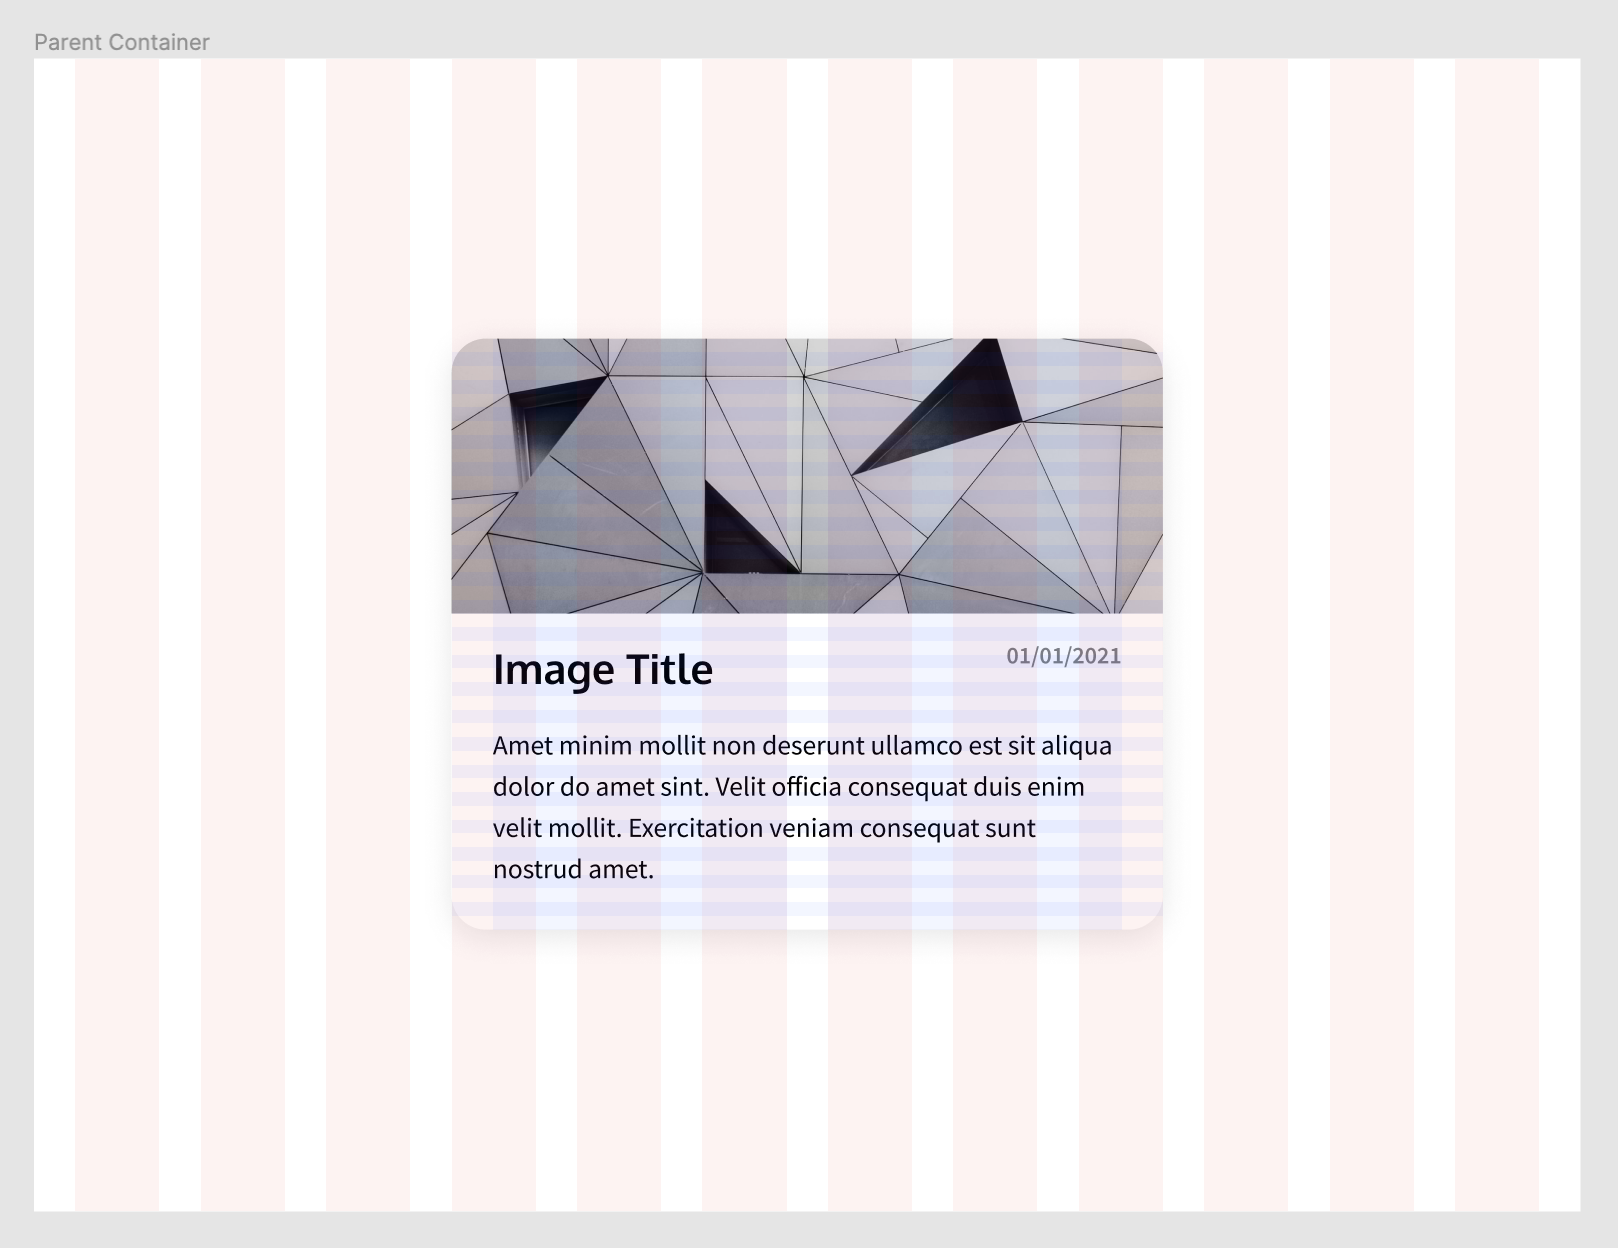 Parent Container
Image Title
01/01/2021
Amet minim mollit non deserunt ullamco est sit aliqua
dolor do amet sint. Velit officia consequat duis enim
velit mollit. Exercitation veniam consequat sunt
nostrud amet.